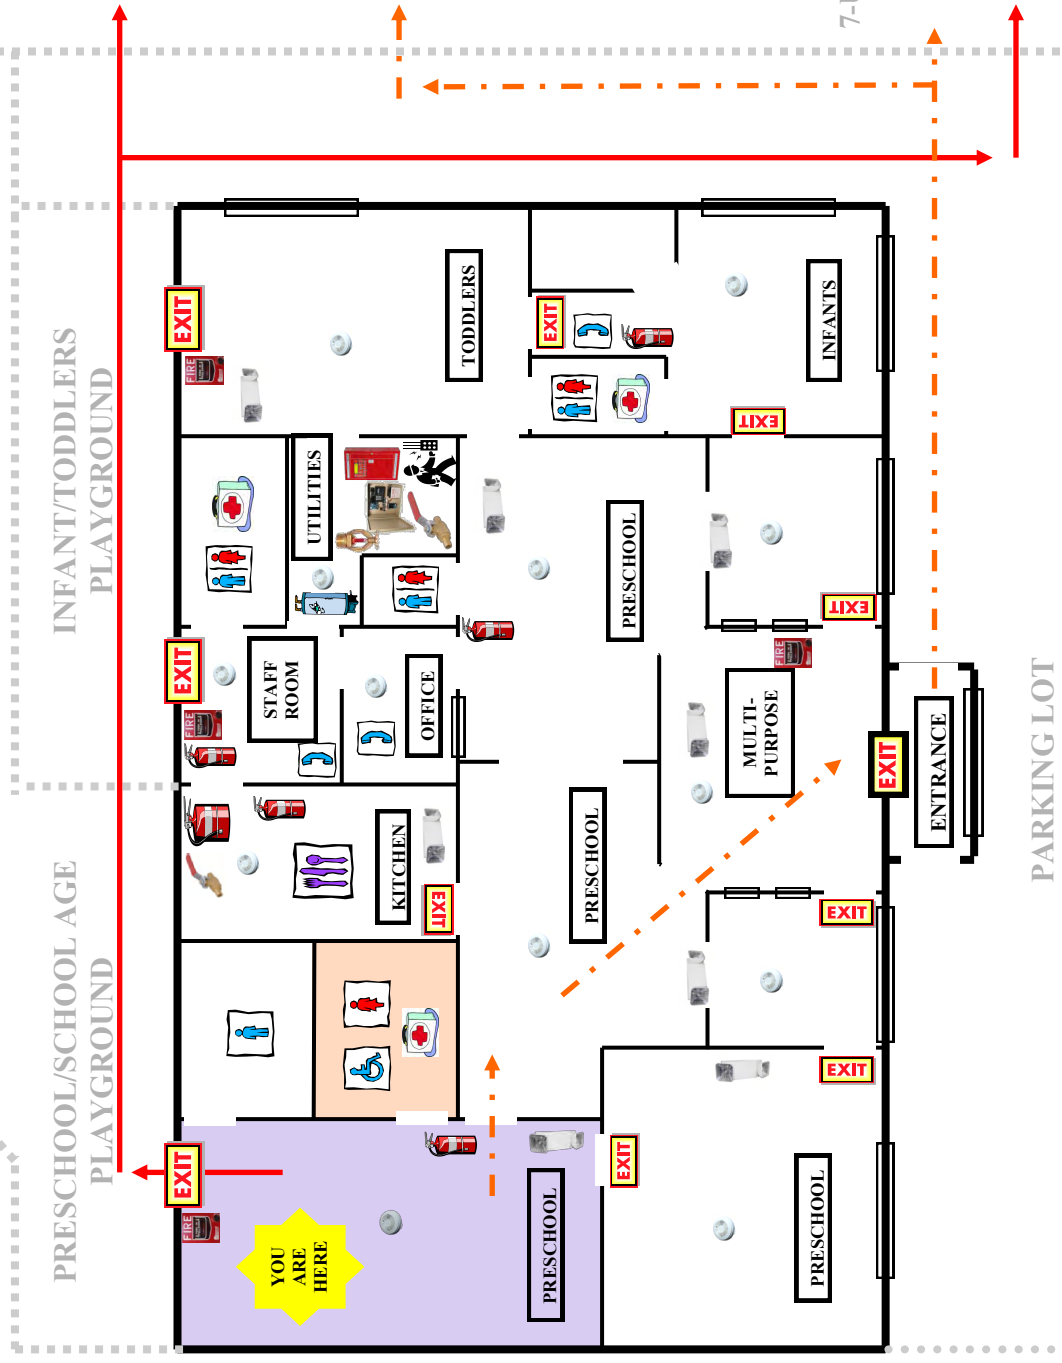 PRESCHOOL/SCHOOL AGE
PLAYGROUND
INFANT/TODDLERS
PLAYGROUND
EXIT
EXIT
EXIT
FIRE
FIRE
FIRE
YOU
ARE
HERE
STAFF
ROOM
UTILITIES
KITCHEN
OFFICE
EXIT
TODDLERS
PRESCHOOL
EXIT
PRESCHOOL
PRESCHOOL
EXIT
MULTI-
PURPOSE
EXIT
FIRE
PRESCHOOL
INFANTS
EXIT
EXIT
EXIT
EXIT
ENTRANCE
PARKING LOT